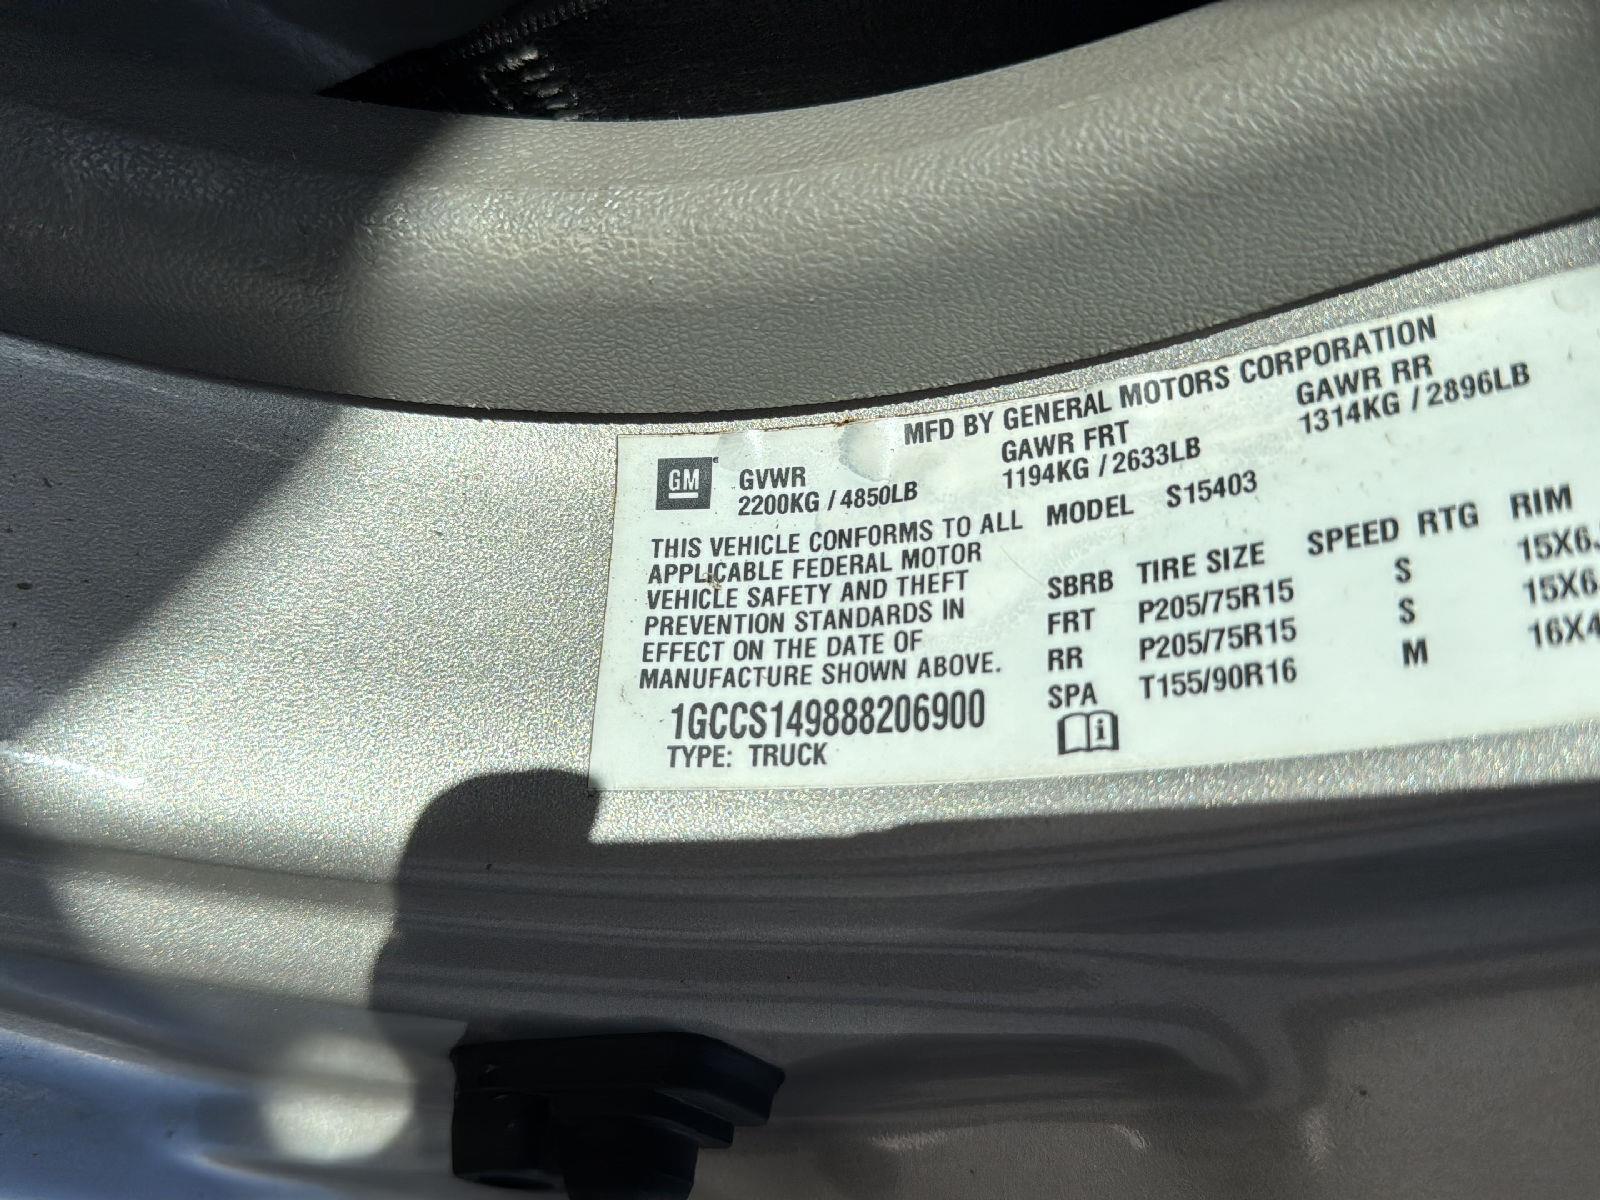 MFD BY GENERAL MOTORS CORPORATION
GM GVWR GAWR FRT GAWR RR
2200KG / 4850LB 1194KG / 2633LB 1314KG / 2896LB
THIS VEHICLE CONFORMS TO ALL
APPLICABLE FEDERAL MOTOR
VEHICLE SAFETY AND THEFT
PREVENTION STANDARDS IN
EFFECT ON THE DATE OF
MANUFACTURE SHOWN ABOVE.
1GCCS149888206900
TYPE: TRUCK
MODEL S15403
SBRB TIRE SIZE SPEED RTG RIM
FRT P205/75R15 S 15X6.
RR P205/75R15 S 15X6
SPA T155/90R16 M 16X4
i